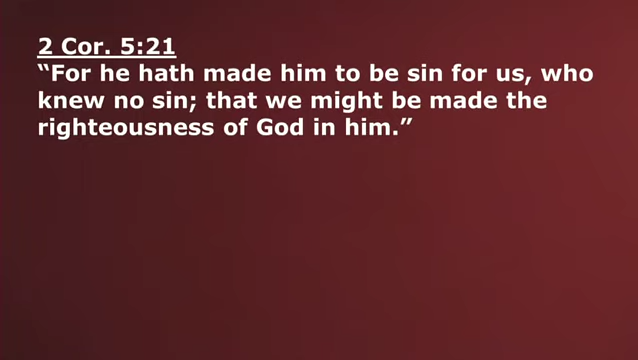 2 Cor. 5:21
“For he hath made him to be sin for us, who
knew no sin; that we might be made the
righteousness of God in him.”